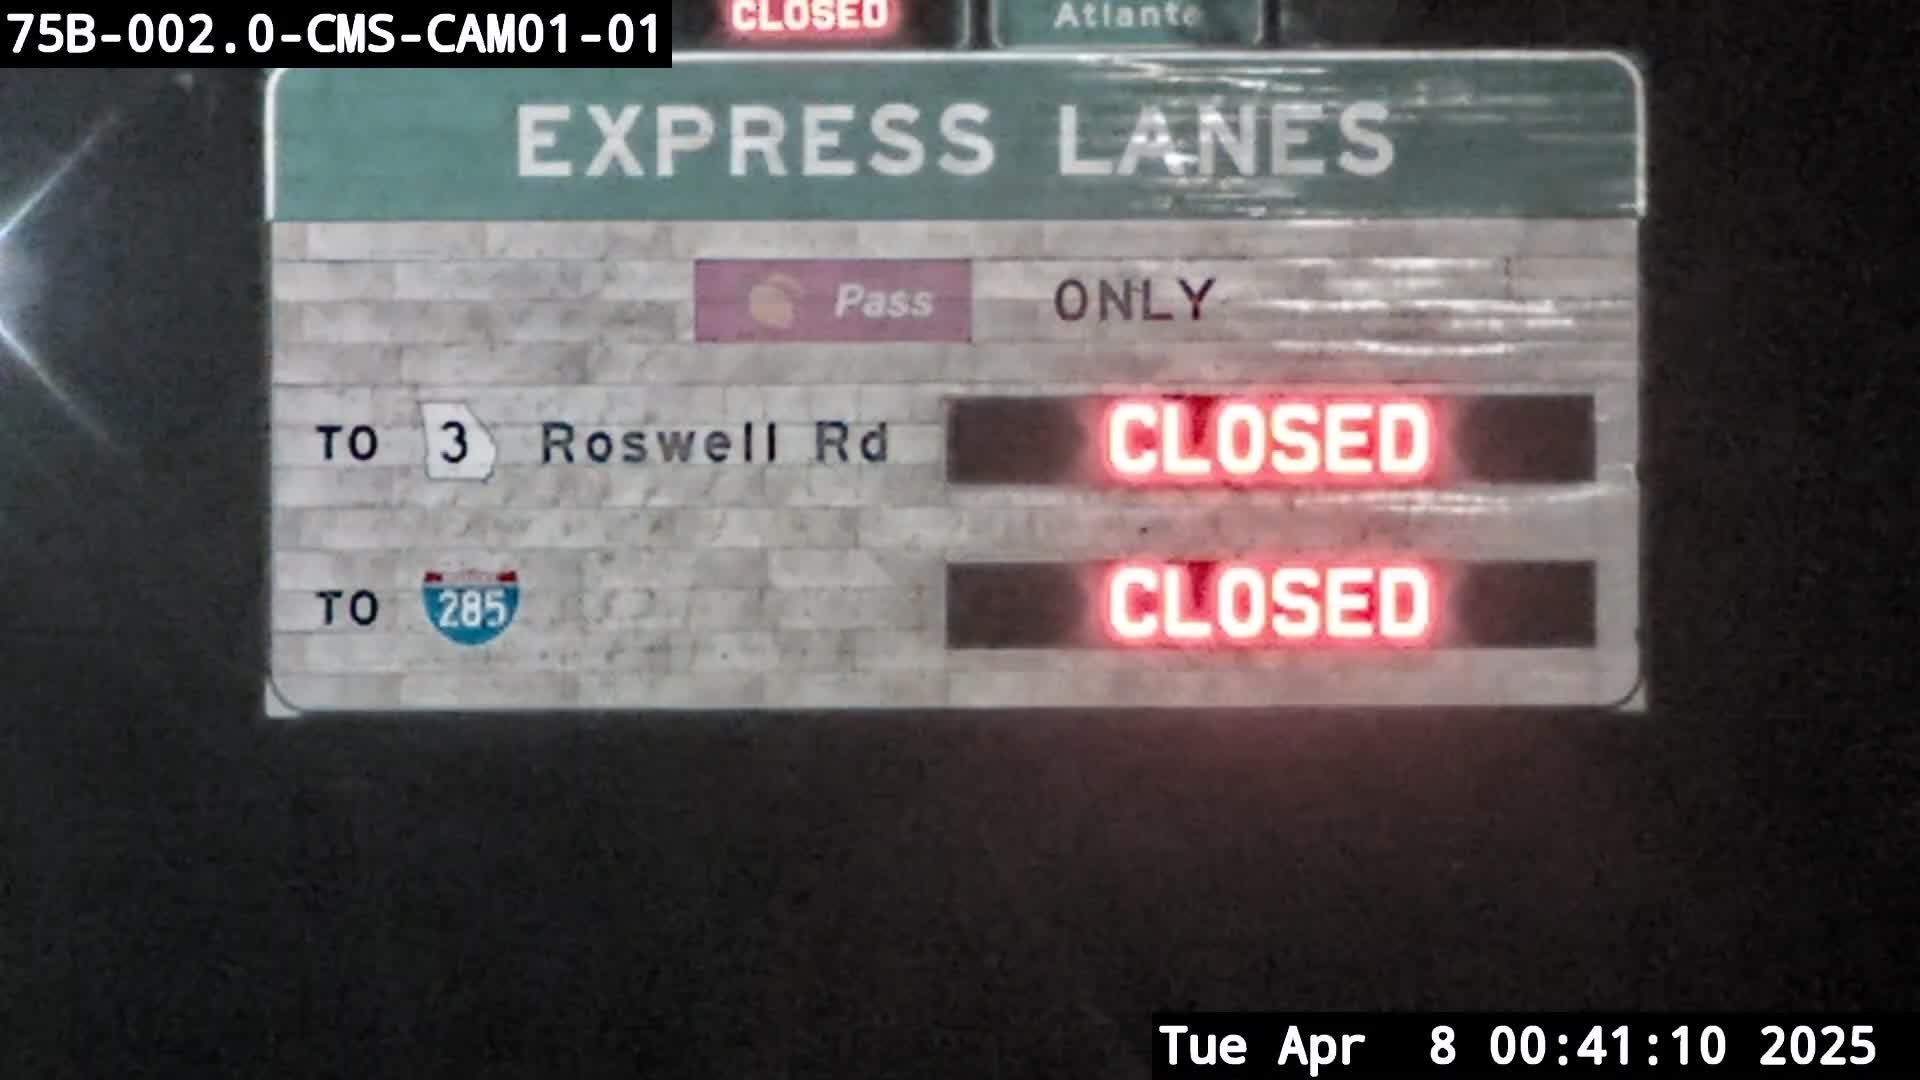 75B-002.0-CMS-CAM01-01
CLOSED
Atlanta
EXPRESS LANES
Pass ONLY
TO 3 Roswell Rd CLOSED
TO 285 CLOSED
Tue Apr 8 00:41:10 2025